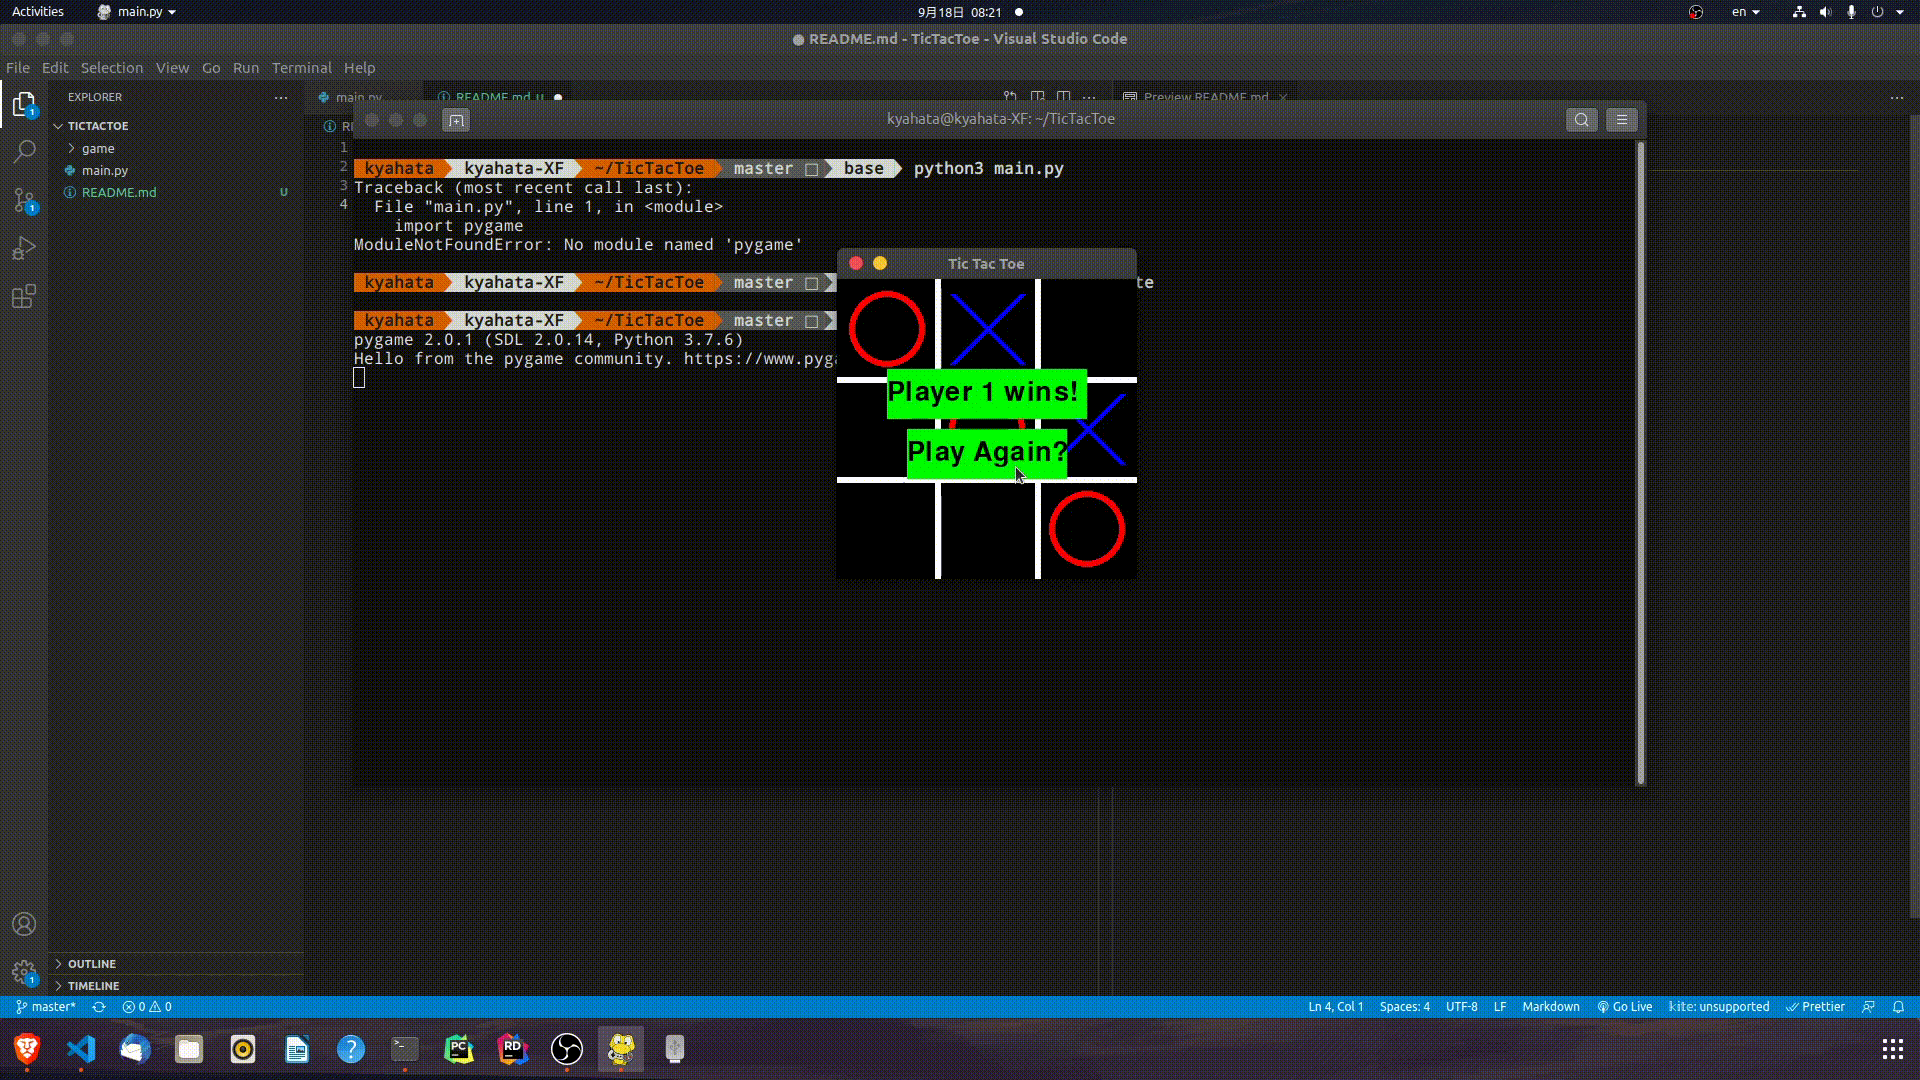 Activities main.py 9月18日 08:21 en
README.md - TicTacToe - Visual Studio Code
File Edit Selection View Go Run Terminal Help
EXPLORER
main.py README.md U Preview README.md
TICTACTOE
game
main.py
README.md U
kyahata@kyahata-XF: ~/TicTacToe
1
2
3
4
kyahata kyahata-XF ~/TicTacToe master base python3 main.py
Traceback (most recent call last):
File "main.py", line 1, in <module>
import pygame
ModuleNotFoundError: No module named 'pygame'
kyahata kyahata-XF ~/TicTacToe master
kyahata kyahata-XF ~/TicTacToe master
pygame 2.0.1 (SDL 2.0.14, Python 3.7.6)
Hello from the pygame community. https://www.pyg
Tic Tac Toe
Player 1 wins!
Play Again?
OUTLINE
TIMELINE
1
1
1
master* 0 0 Ln 4, Col 1 Spaces: 4 UTF-8 LF Markdown Go Live kite: unsupported Prettier
PC
RD